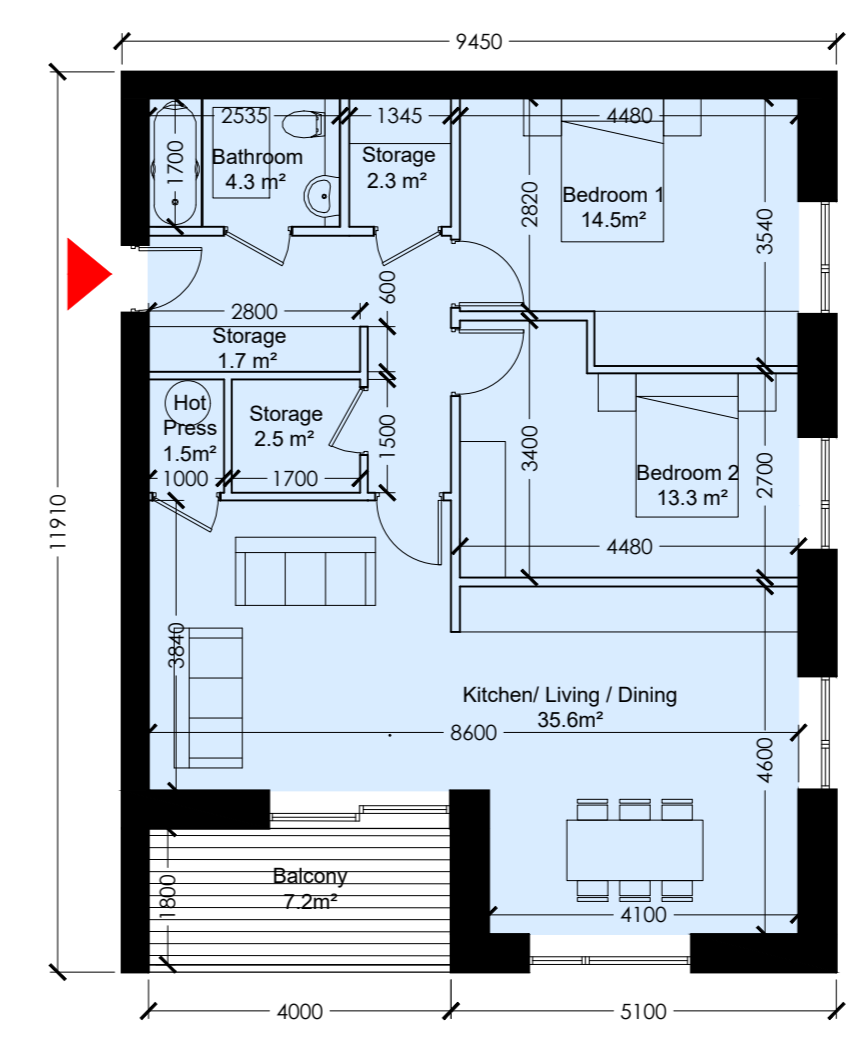 9450
2535
1345
4480
1700
Bathroom
4.3 m²
Storage
2.3 m²
2820
Bedroom 1
14.5m²
3540
600
2800
Storage
1.7 m²
Hot
Press
1.5m²
Storage
2.5 m²
1500
1000
1700
3400
Bedroom 2
13.3 m²
2700
4480
11910
3840
Kitchen/ Living / Dining
35.6m²
8600
4600
Balcony
7.2m²
1800
4100
4000
5100